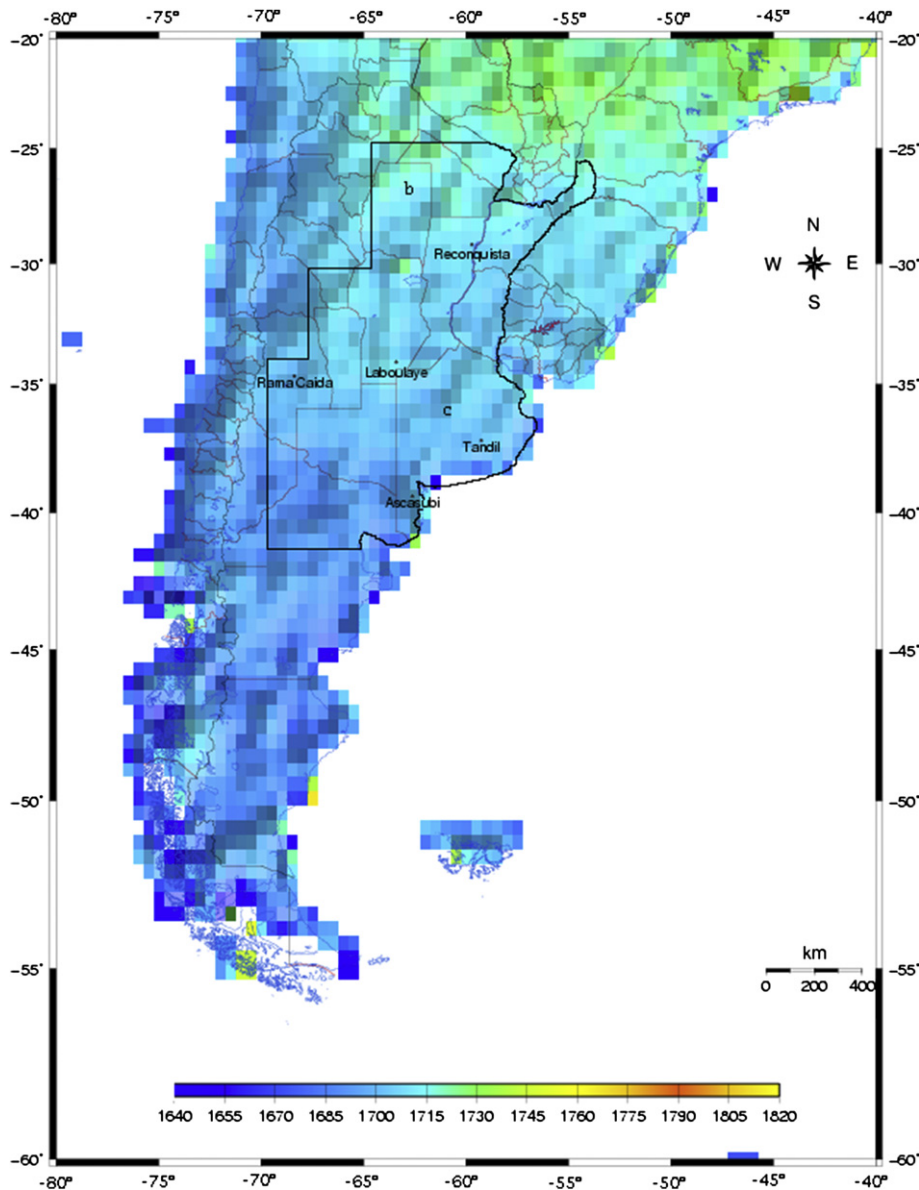 -80° -75° -70° -65° -60° -55° -50° -45° -40°
-20° -20°
-25° -25°
b
N
Reconquista
-30° W E -30°
S
Laboulaye
-35° Rama Caida -35°
c
Tandil
Ascasubi
-40° -40°
-45° -45°
-50° -50°
km
-55° -55°
0 200 400
1640 1655 1670 1685 1700 1715 1730 1745 1760 1775 1790 1805 1820
-60° -60°
-80° -75° -70° -65° -60° -55° -50° -45° -40°